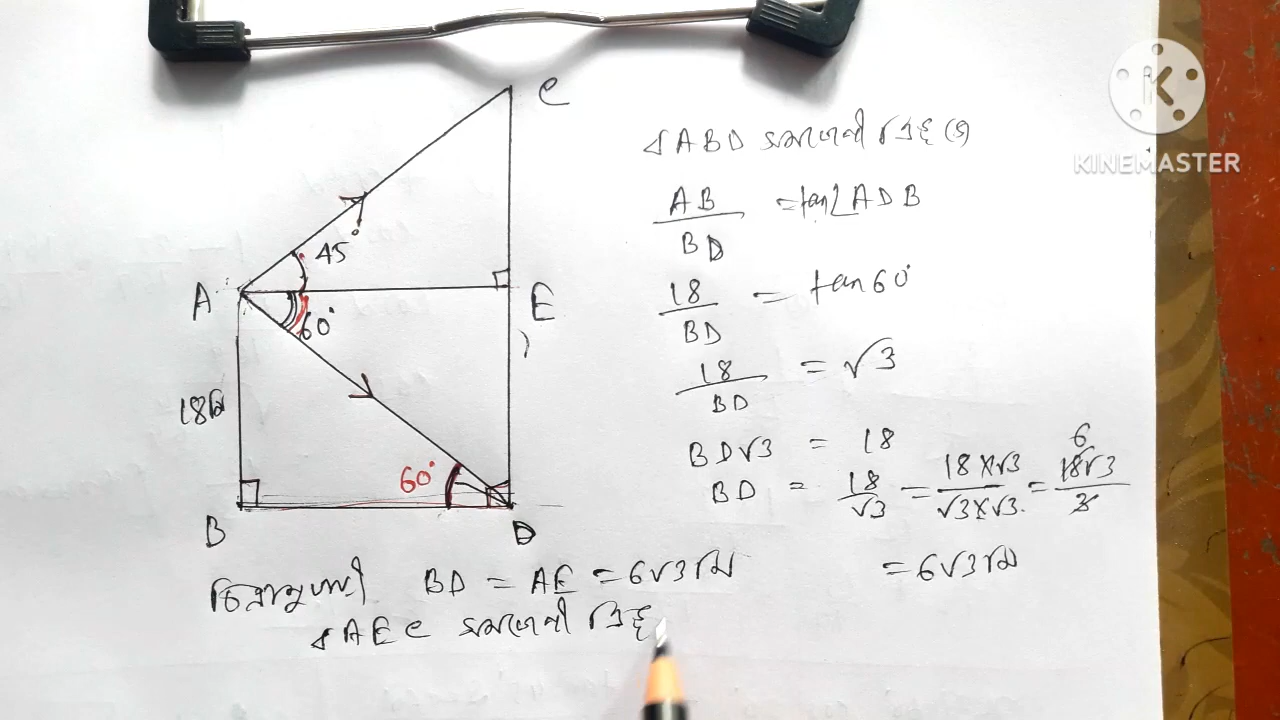 C
45°
A
E
60°
18মি
60°
B
D
ABD সমকোণী
AB/BD = tan∠ADB
18/BD = tan60°
18/BD = √3
BD√3 = 18
BD = 18/√3 = 18×√3/√3×√3 = 6 18√3/3
= 6√3 মি
চিত্রানুযায়ী BD = AE = 6√3 মি
AEC সমকোণী
KINEMASTER